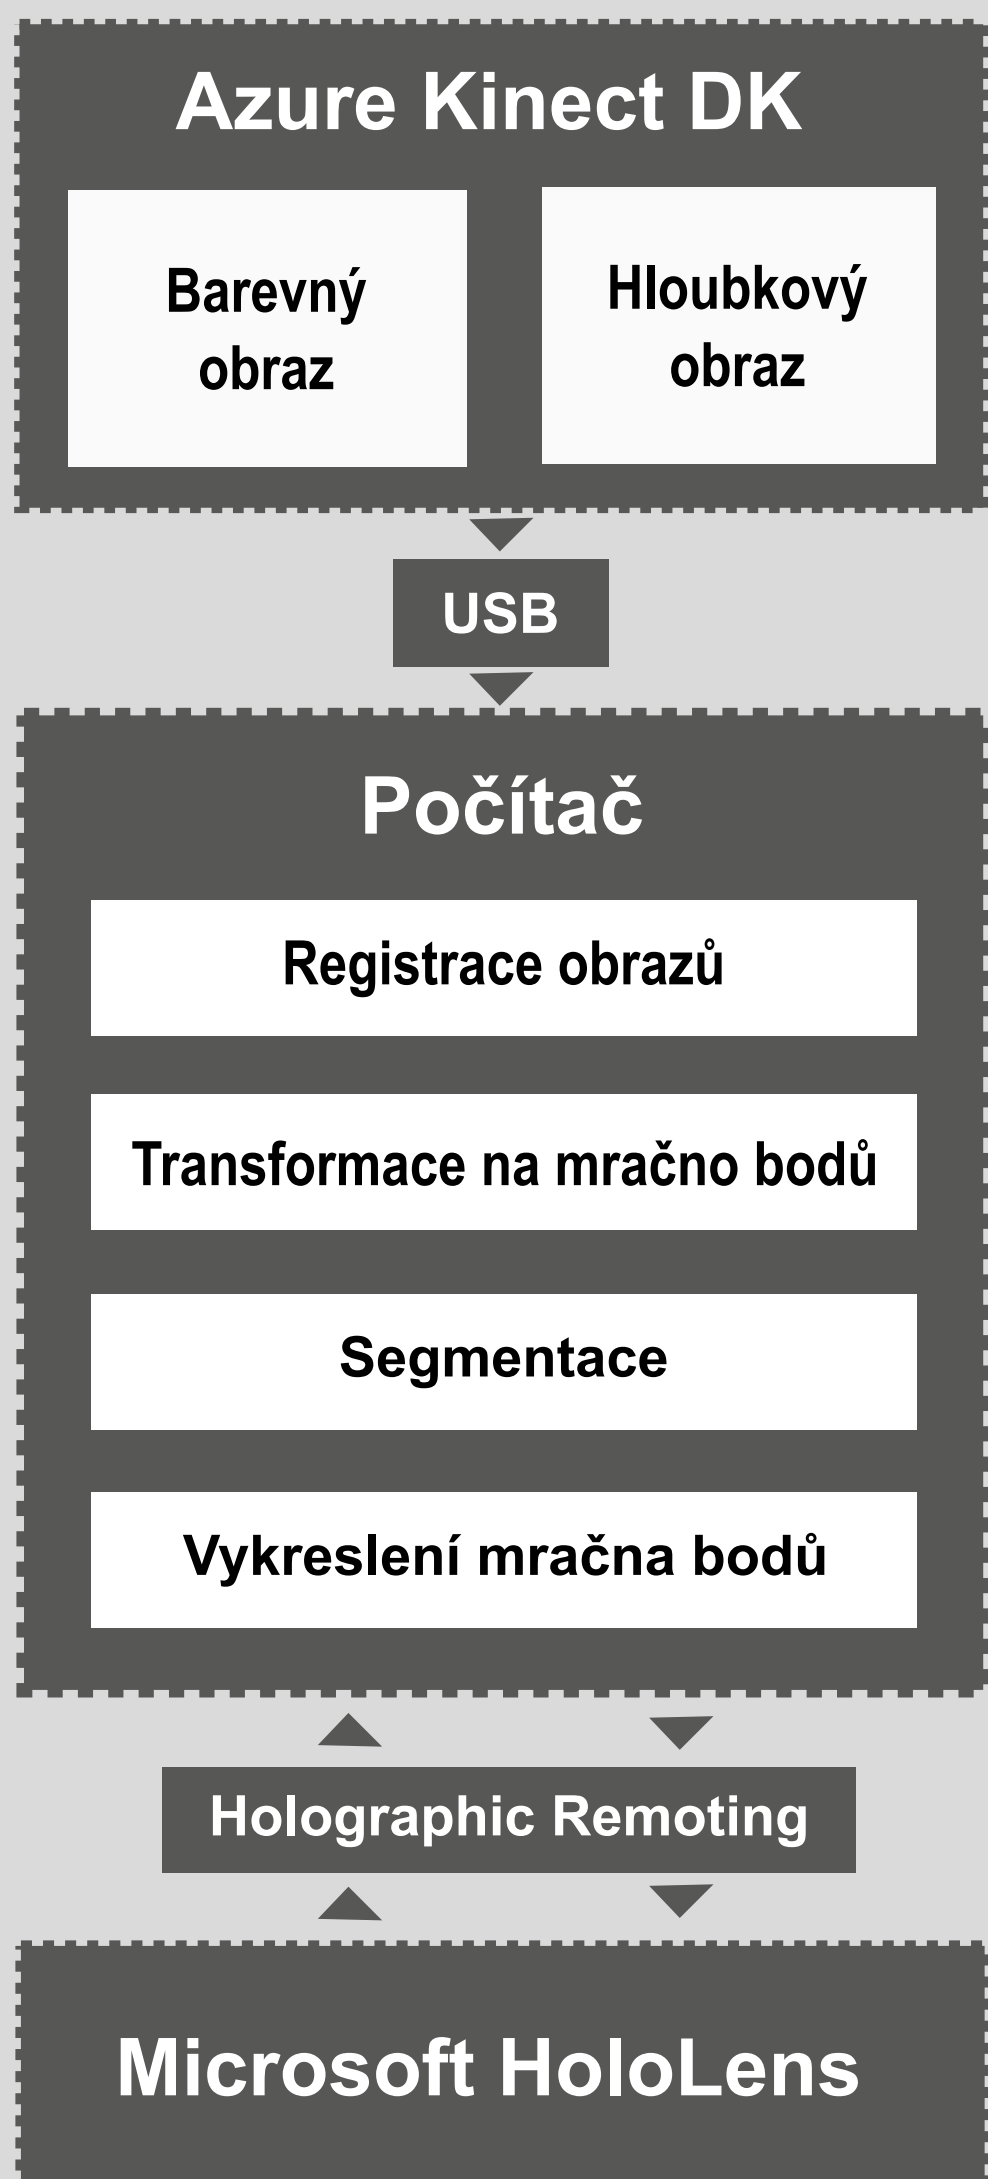 Azure Kinect DK
Barevný
obraz
Hloubkový
obraz
USB
Počítač
Registrace obrazů
Transformace na mračno bodů
Segmentace
Vykreslení mračna bodů
Holographic Remoting
Microsoft HoloLens